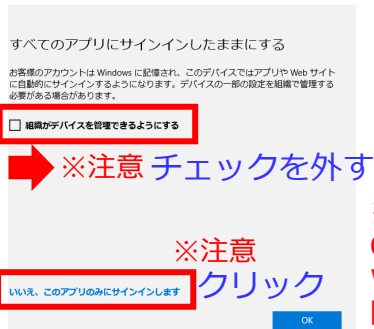 すべてのアプリにサインインしたままにする
お客様のアカウントは Windows に記憶され、このデバイスではアプリや Web サイト
に自動的にサインインするようになります。デバイスの一部の設定を組織で管理する
必要がある場合があります。
組織がデバイスを管理できるようにする
※注意 チェックを外す
※注意
クリック
いいえ、このアプリのみにサインインします
OK